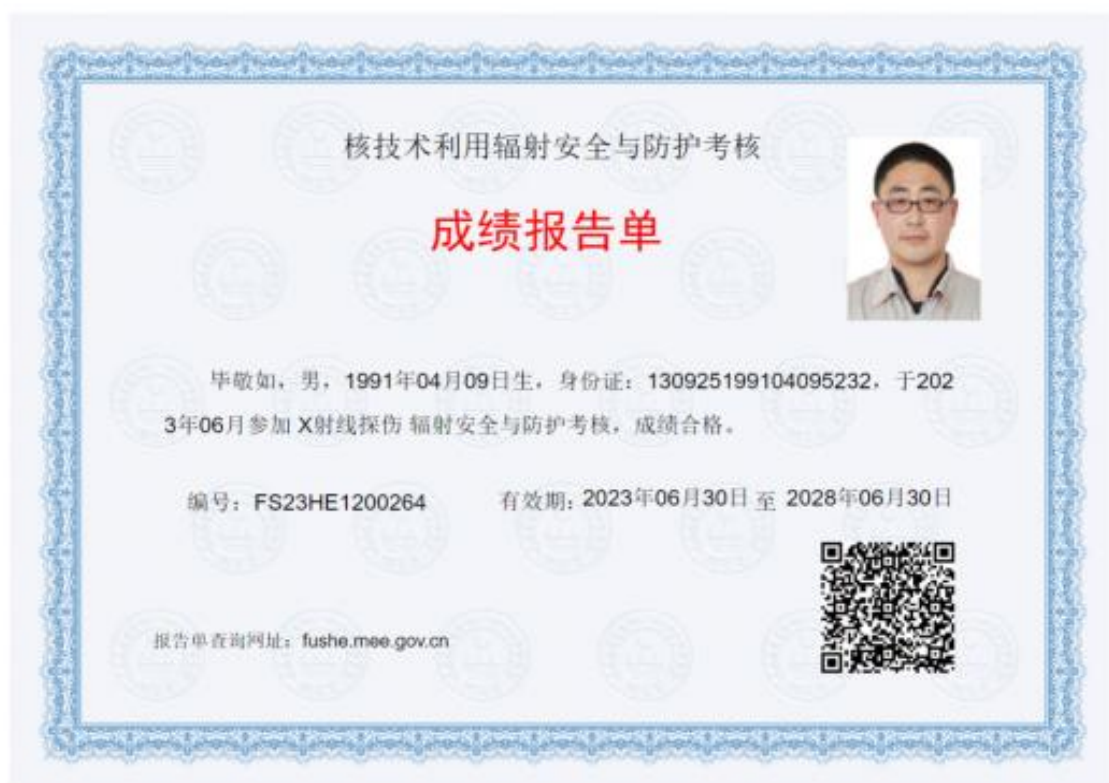 核技术利用辐射安全与防护考核
成绩报告单
毕敬如，男，1991年04月09日生，身份证：130925199104095232，于202
3年06月参加 X射线探伤 辐射安全与防护考核，成绩合格。
编号：FS23HE1200264 有效期：2023年06月30日 至 2028年06月30日
报告单查询网址：fushe.mee.gov.cn